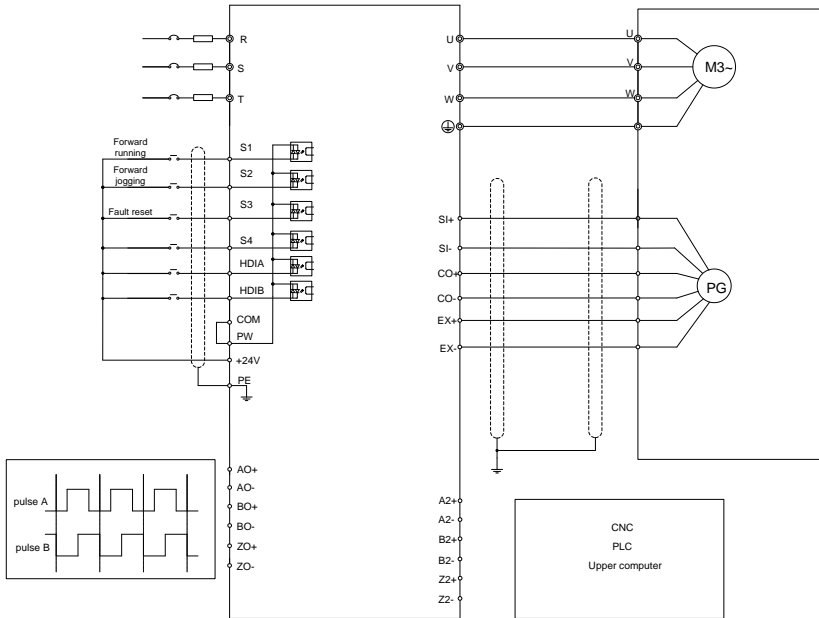 R
S
T
Forward
running
Forward
jogging
Fault reset
S1
S2
S3
S4
HDIA
HDIB
COM
PW
+24V
PE
U
V
W
U
V
W
M3~
SI+
SI-
CO+
CO-
EX+
EX-
PG
pulse A
pulse B
AO+
AO-
BO+
BO-
ZO+
ZO-
A2+
A2-
B2+
B2-
Z2+
Z2-
CNC
PLC
Upper computer